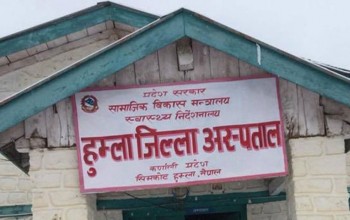 प्रदेश सरकार
सामाजिक विकास मन्त्रालय
स्वास्थ्य निर्देशनालय
हुम्ला जिल्ला अस्पताल
कर्णाली प्रदेश
सिमकोट हुम्ला, नेपाल